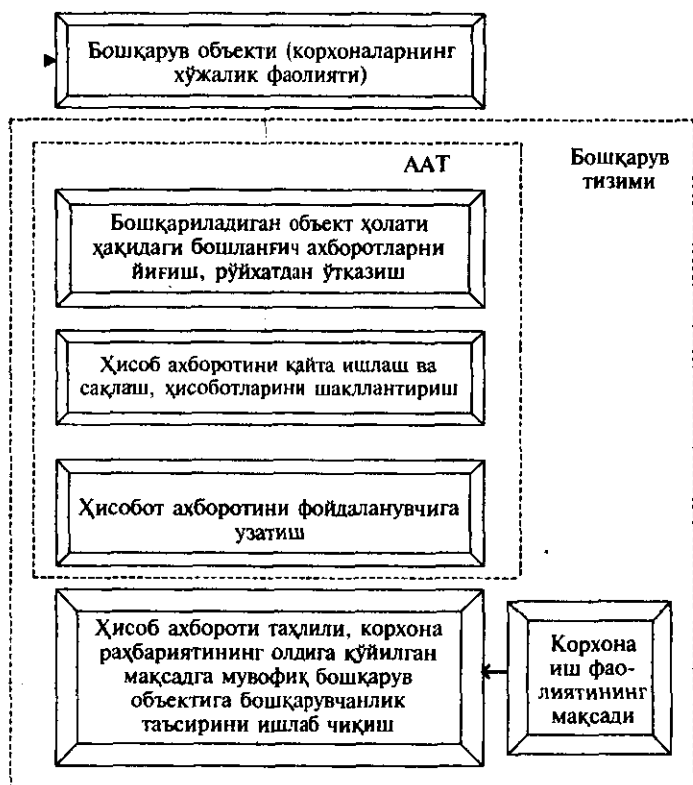 Бошқарув объекти (корхоналарнинг
хўжалик фаолияти)
ААТ
Бошқарув
тизими
Бошқариладиган объект ҳолати
ҳақидаги бошланғич ахборотларни
йиғиш, рўйхатдан ўтказиш
Ҳисоб ахборотини қайта ишлаш ва
сақлаш, ҳисоботларини шакллантириш
Ҳисобот ахборотини фойдаланувчига
узатиш
Ҳисоб ахбороти таҳлили, корхона
раҳбариятининг олдига қўйилган
мақсадга мувофиқ бошқарув
объектига бошқарувчанлик
таъсирини ишлаб чиқиш
Корхона
иш фао-
лиятининг
мақсади